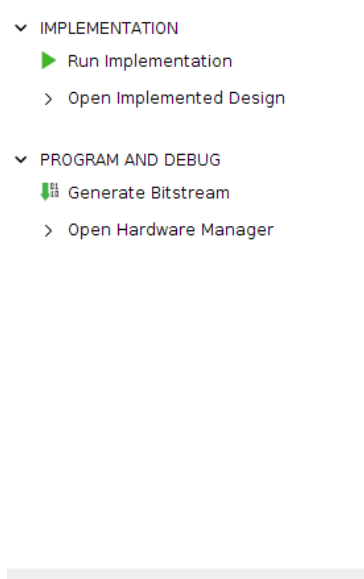 IMPLEMENTATION
Run Implementation
Open Implemented Design
PROGRAM AND DEBUG
Generate Bitstream
Open Hardware Manager